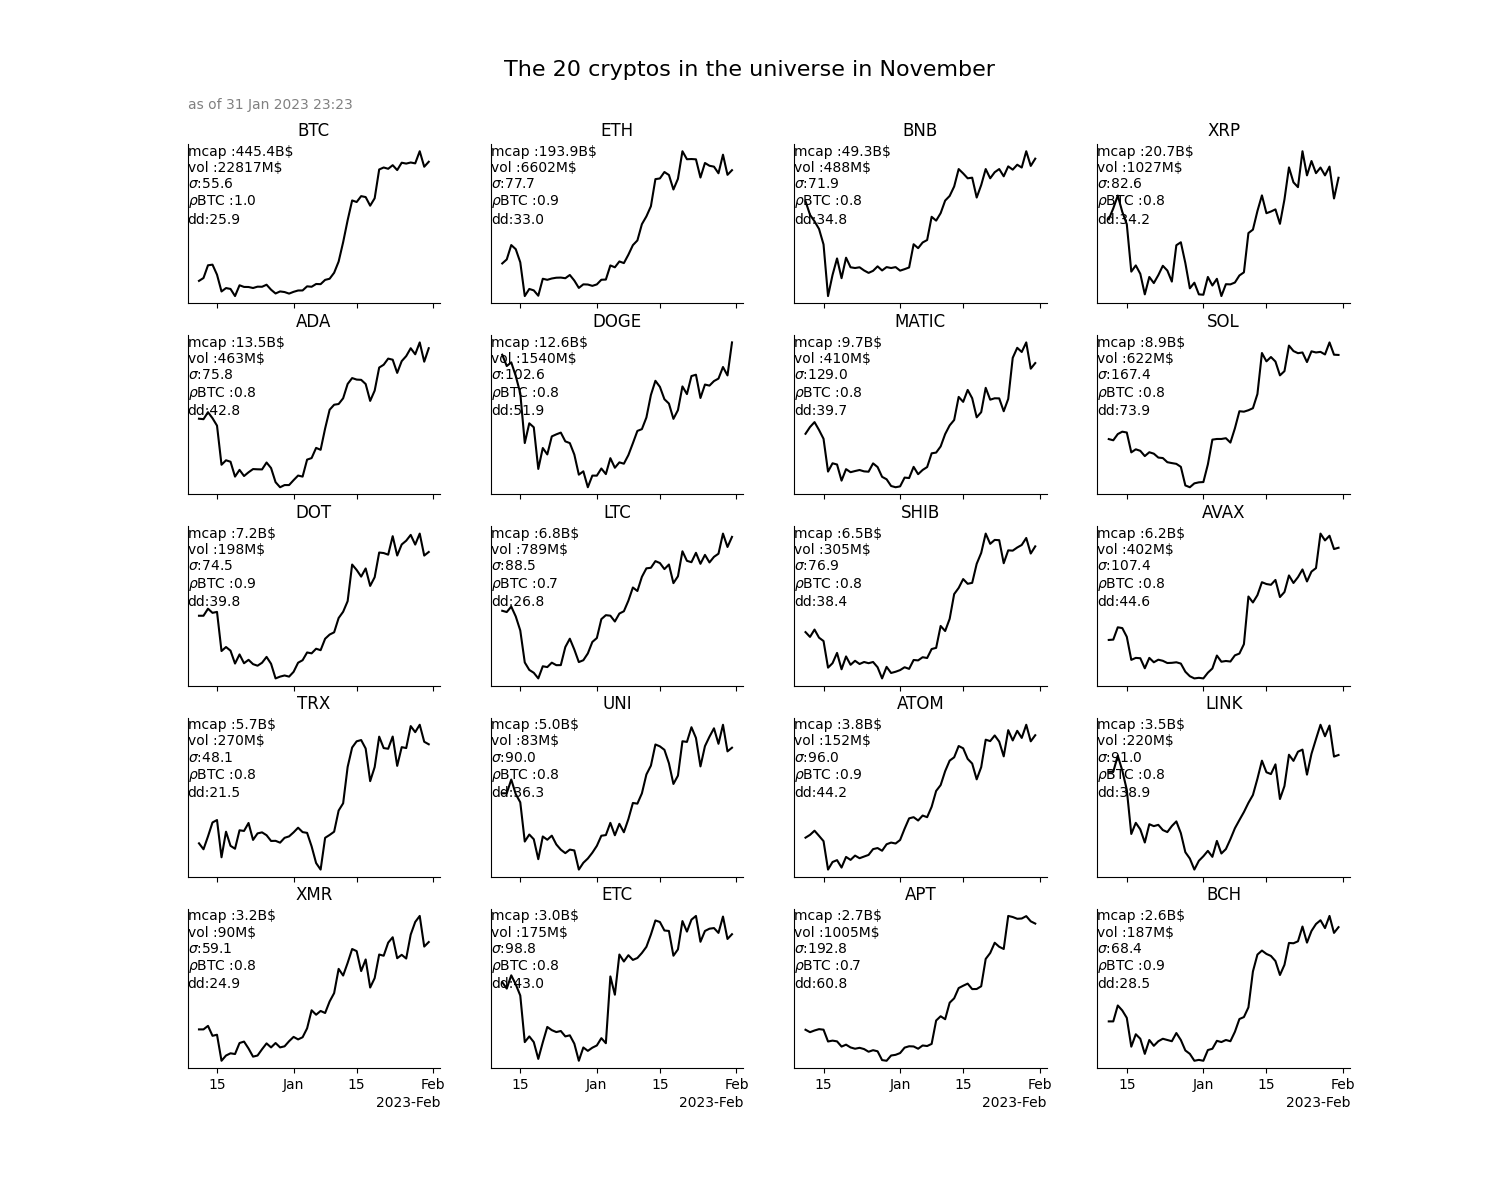 The 20 cryptos in the universe in November
as of 31 Jan 2023 23:23
BTC
mcap :445.4B$
vol :22817M$
σ:55.6
ρBTC :1.0
dd:25.9
ETH
mcap :193.9B$
vol :6602M$
σ:77.7
ρBTC :0.9
dd:33.0
BNB
mcap :49.3B$
vol :488M$
σ:71.9
ρBTC :0.8
dd:34.8
XRP
mcap :20.7B$
vol :1027M$
σ:82.6
ρBTC :0.8
dd:34.2
ADA
mcap :13.5B$
vol :463M$
σ:75.8
ρBTC :0.8
dd:42.8
DOGE
mcap :12.6B$
vol :1540M$
σ:102.6
ρBTC :0.8
dd:51.9
MATIC
mcap :9.7B$
vol :410M$
σ:129.0
ρBTC :0.8
dd:39.7
SOL
mcap :8.9B$
vol :622M$
σ:167.4
ρBTC :0.8
dd:73.9
DOT
mcap :7.2B$
vol :198M$
σ:74.5
ρBTC :0.9
dd:39.8
LTC
mcap :6.8B$
vol :789M$
σ:88.5
ρBTC :0.7
dd:26.8
SHIB
mcap :6.5B$
vol :305M$
σ:76.9
ρBTC :0.8
dd:38.4
AVAX
mcap :6.2B$
vol :402M$
σ:107.4
ρBTC :0.8
dd:44.6
TRX
mcap :5.7B$
vol :270M$
σ:48.1
ρBTC :0.8
dd:21.5
UNI
mcap :5.0B$
vol :83M$
σ:90.0
ρBTC :0.8
dd:36.3
ATOM
mcap :3.8B$
vol :152M$
σ:96.0
ρBTC :0.9
dd:44.2
LINK
mcap :3.5B$
vol :220M$
σ:91.0
ρBTC :0.8
dd:38.9
XMR
mcap :3.2B$
vol :90M$
σ:59.1
ρBTC :0.8
dd:24.9
ETC
mcap :3.0B$
vol :175M$
σ:98.8
ρBTC :0.8
dd:43.0
APT
mcap :2.7B$
vol :1005M$
σ:192.8
ρBTC :0.7
dd:60.8
BCH
mcap :2.6B$
vol :187M$
σ:68.4
ρBTC :0.9
dd:28.5
15 Jan 15 Feb
2023-Feb
15 Jan 15 Feb
2023-Feb
15 Jan 15 Feb
2023-Feb
15 Jan 15 Feb
2023-Feb